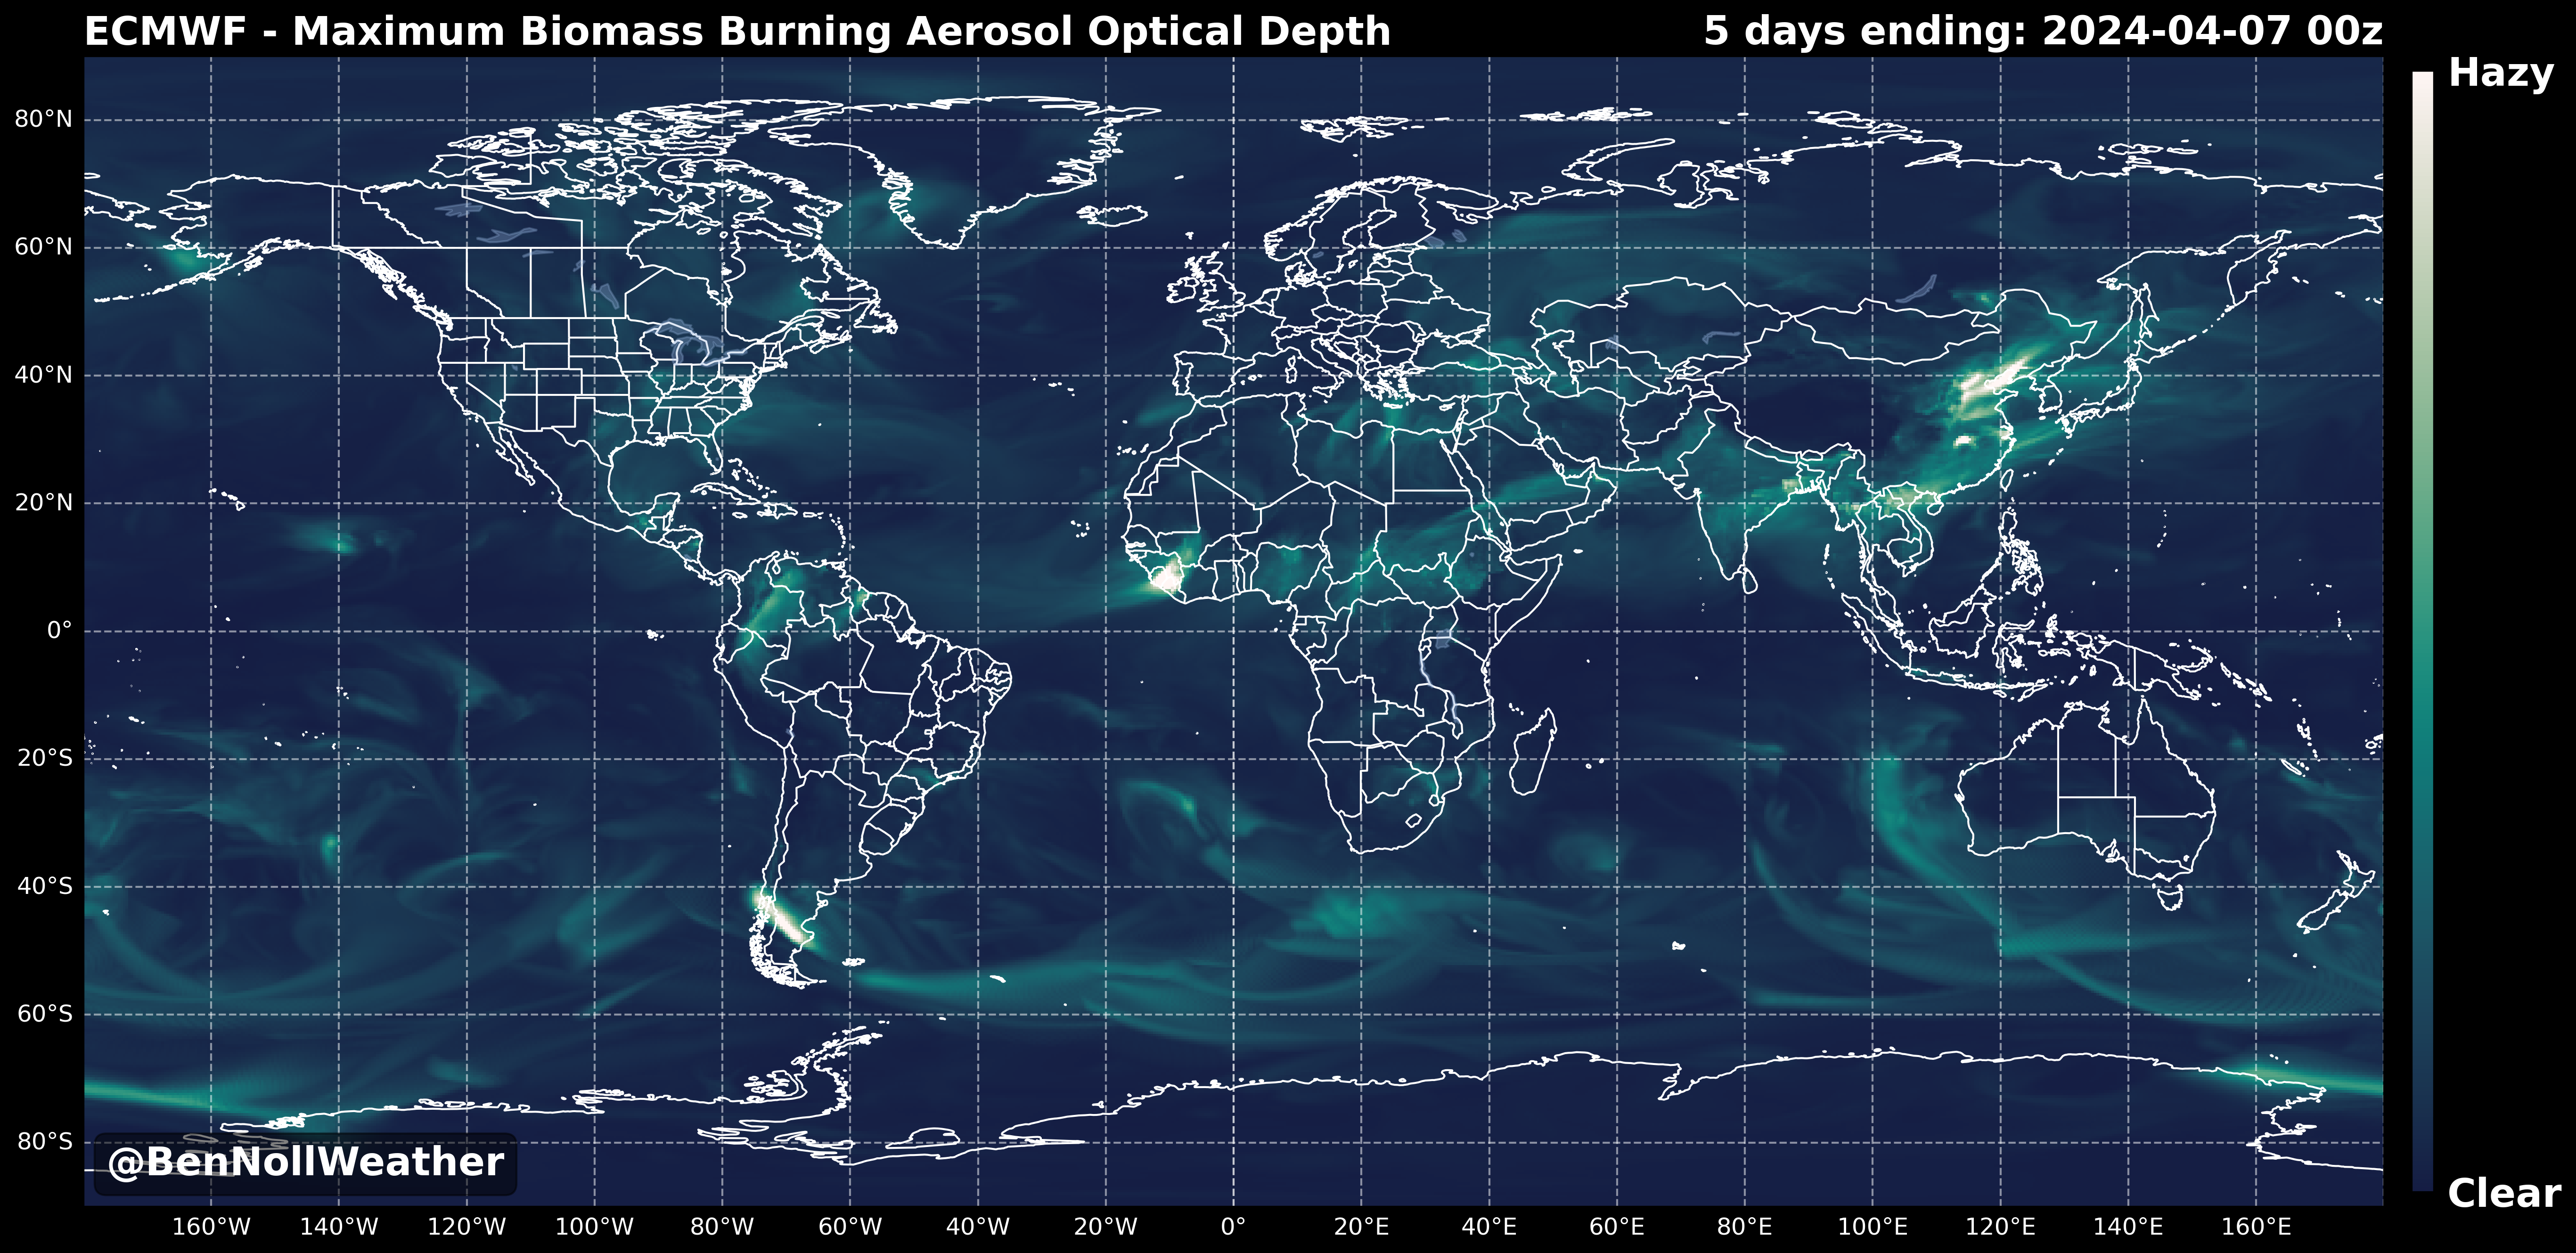 ECMWF - Maximum Biomass Burning Aerosol Optical Depth
5 days ending: 2024-04-07 00z
Hazy
80°N
60°N
40°N
20°N
0°
20°S
40°S
60°S
80°S
@BenNollWeather
Clear
160°W 140°W 120°W 100°W 80°W 60°W 40°W 20°W 0° 20°E 40°E 60°E 80°E 100°E 120°E 140°E 160°E